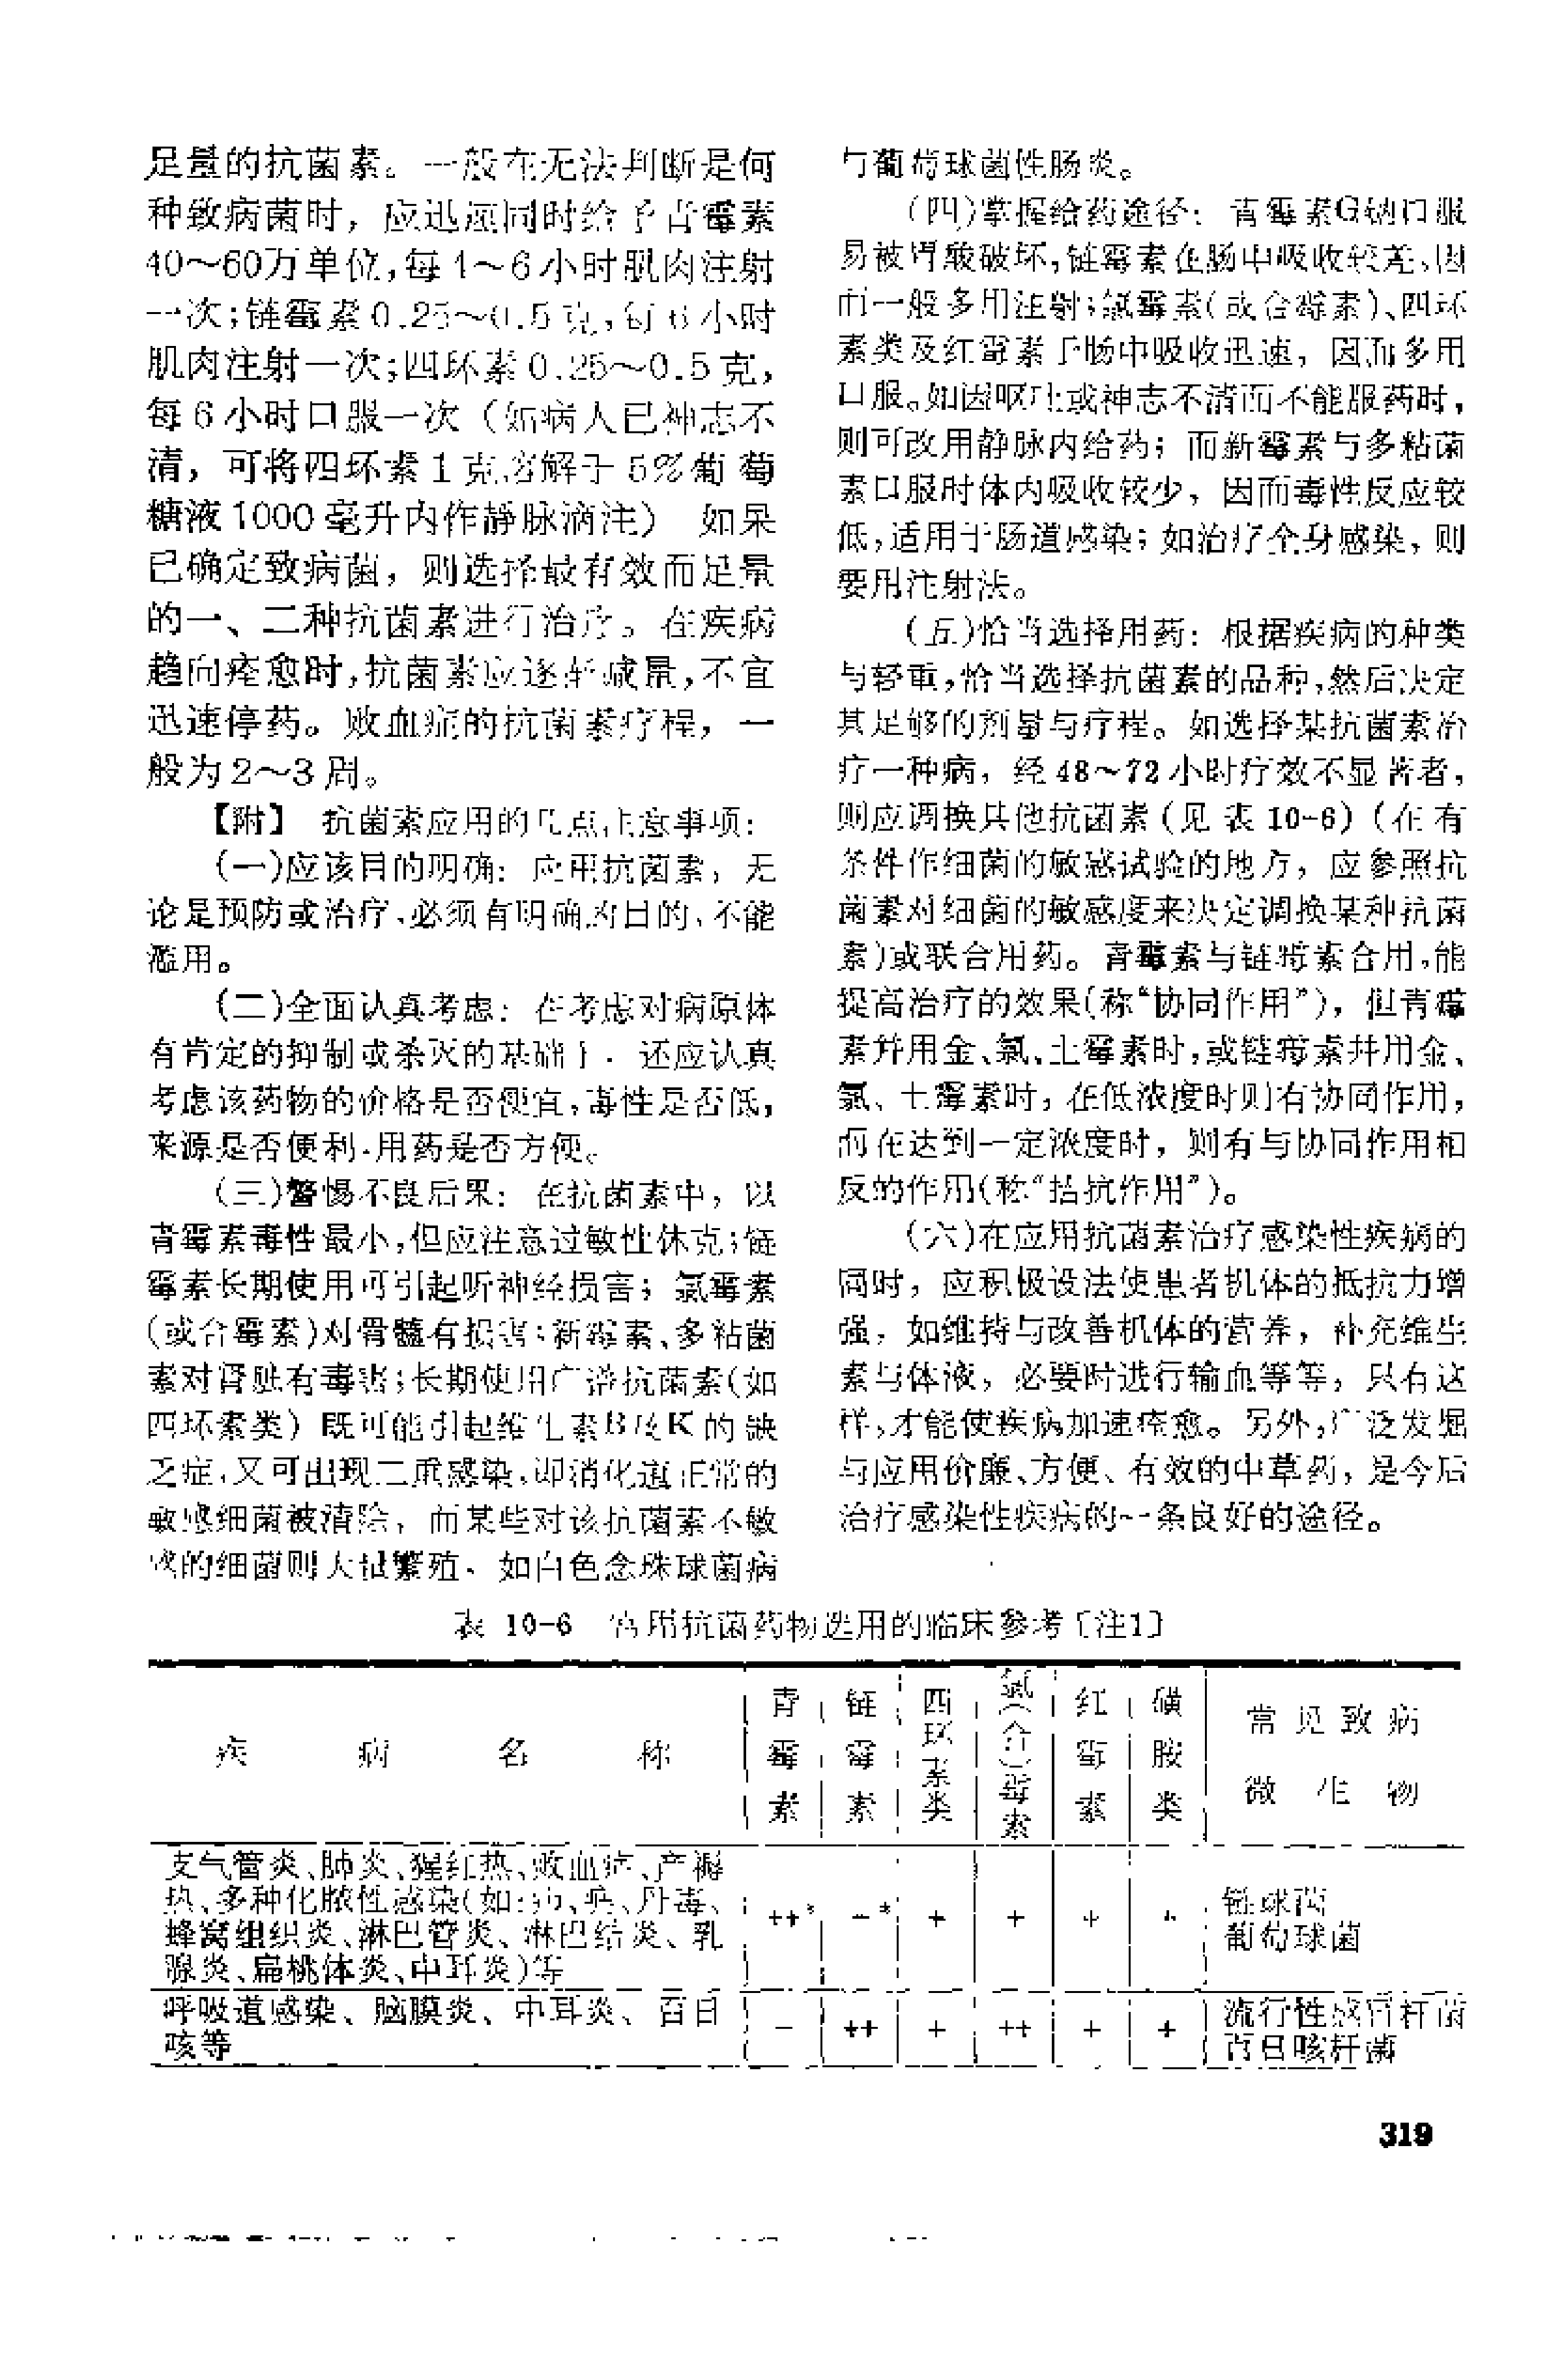 足量的抗菌素。一般在无法判断是何
种致病菌时，应迅速同时给予青霉素
40～60万单位，每4～6小时肌肉注射
一次；链霉素0.25～0.5克，每6小时
肌肉注射一次；四环素0.25～0.5克，
每6小时口服一次（如病人已神志不
清，可将四环素1克溶解于5%葡萄
糖液1000毫升内作静脉滴注） 如果
已确定致病菌，则选择最有效而足量
的一、二种抗菌素进行治疗。在疾病
趋向痊愈时，抗菌素应逐步减量，不宜
迅速停药。败血症的抗菌素疗程，一
般为2～3周。
【附】 抗菌素应用的几点注意事项：
（一）应该目的明确：应用抗菌素，无
论是预防或治疗，必须有明确的目的，不能
滥用。
（二）全面认真考虑：在考虑对病原体
有肯定的抑制或杀灭的基础上，还应认真
考虑该药物的价格是否便宜，毒性是否低，
来源是否便利，用药是否方便。
（三）警惕不良后果：在抗菌素中，以
青霉素毒性最小，但应注意过敏性休克；链
霉素长期使用可引起听神经损害；氯霉素
（或合霉素）对骨髓有损害；新霉素、多粘菌
素对肾脏有毒害；长期使用广谱抗菌素（如
四环素类）既可能引起维生素B及K的缺
乏症，又可出现二重感染，即消化道正常的
敏感细菌被清除，而某些对该抗菌素不敏
感的细菌则大量繁殖，如白色念珠球菌病
与葡萄球菌性肠炎。
（四）掌握给药途径：青霉素G钠口服
易被胃酸破坏，链霉素在肠中吸收较差，因
而一般多用注射；氯霉素（或合霉素）、四环
素类及红霉素于肠中吸收迅速，因而多用
口服。如因呕吐或神志不清而不能服药时，
则可改用静脉内给药；而新霉素与多粘菌
素口服时体内吸收较少，因而毒性反应较
低，适用于肠道感染；如治疗全身感染，则
要用注射法。
（五）恰当选择用药：根据疾病的种类
与轻重，恰当选择抗菌素的品种，然后决定
其足够的剂量与疗程。如选择某抗菌素治
疗一种病，经48～72小时疗效不显著者，
则应调换其他抗菌素（见表10-6）（在有
条件作细菌的敏感试验的地方，应参照抗
菌素对细菌的敏感度来决定调换某种抗菌
素）或联合用药。青霉素与链霉素合用，能
提高治疗的效果（称“协同作用”），但青霉
素并用金、氯、土霉素时，或链霉素并用金、
氯、土霉素时，在低浓度时则有协同作用，
而在达到一定浓度时，则有与协同作用相
反的作用（称“拮抗作用”）。
（六）在应用抗菌素治疗感染性疾病的
同时，应积极设法使患者机体的抵抗力增
强，如维持与改善机体的营养，补充维生
素与体液，必要时进行输血等等，只有这
样，才能使疾病加速痊愈。另外，广泛发掘
与应用价廉、方便、有效的中草药，是今后
治疗感染性疾病的一条良好的途径。
表 10-6 常用抗菌药物选用的临床参考〔注1〕
疾病名称 青霉素 链霉素 四环素类 氯（合）霉素 红霉素 磺胺类 常见致病微生物
支气管炎、肺炎、猩红热、败血症、产褥
热、多种化脓性感染（如：疖、痈、丹毒、
蜂窝组织炎、淋巴管炎、淋巴结炎、乳
腺炎、扁桃体炎、中耳炎）等
++* * + + + +
链球菌
葡萄球菌
呼吸道感染、脑膜炎、中耳炎、百日
咳等
－ ++ + ++ + +
流行性感冒杆菌
百日咳杆菌
319